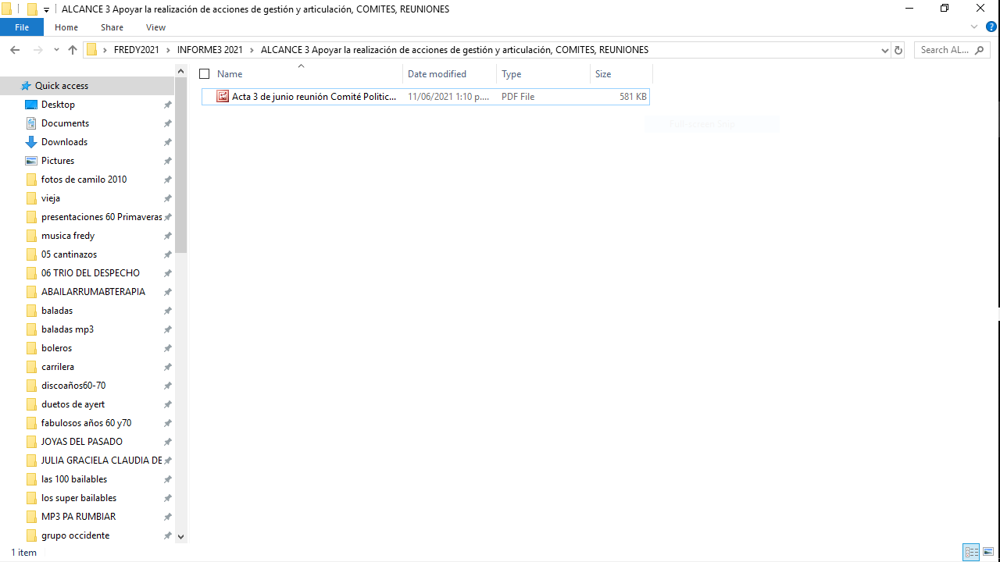 ALCANCE 3 Apoyar la realización de acciones de gestión y articulación, COMITES, REUNIONES
File Home Share View
FREDY2021 INFORME3 2021 ALCANCE 3 Apoyar la realización de acciones de gestión y articulación, COMITES, REUNIONES Search AL...
Name Date modified Type Size
Quick access
Acta 3 de junio reunión Comité Politic... 11/06/2021 1:10 p.... PDF File 581 KB
Desktop
Documents
Full-screen Snip
Downloads
Pictures
fotos de camilo 2010
vieja
presentaciones 60 Primaveras
musica fredy
05 cantinazos
06 TRIO DEL DESPECHO
ABAILARRUMABTERAPIA
baladas
baladas mp3
boleros
carrilera
discoaños60-70
duetos de ayert
fabulosos años 60 y70
JOYAS DEL PASADO
JULIA GRACIELA CLAUDIA DE
las 100 bailables
los super bailables
MP3 PA RUMBIAR
grupo occidente
1 item